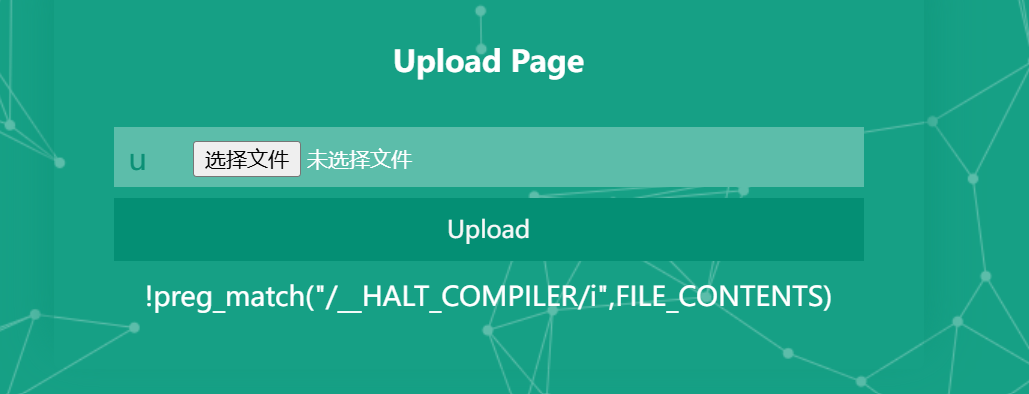 Upload Page
u 选择文件 未选择文件
Upload
!preg_match("/__HALT_COMPILER/i",FILE_CONTENTS)